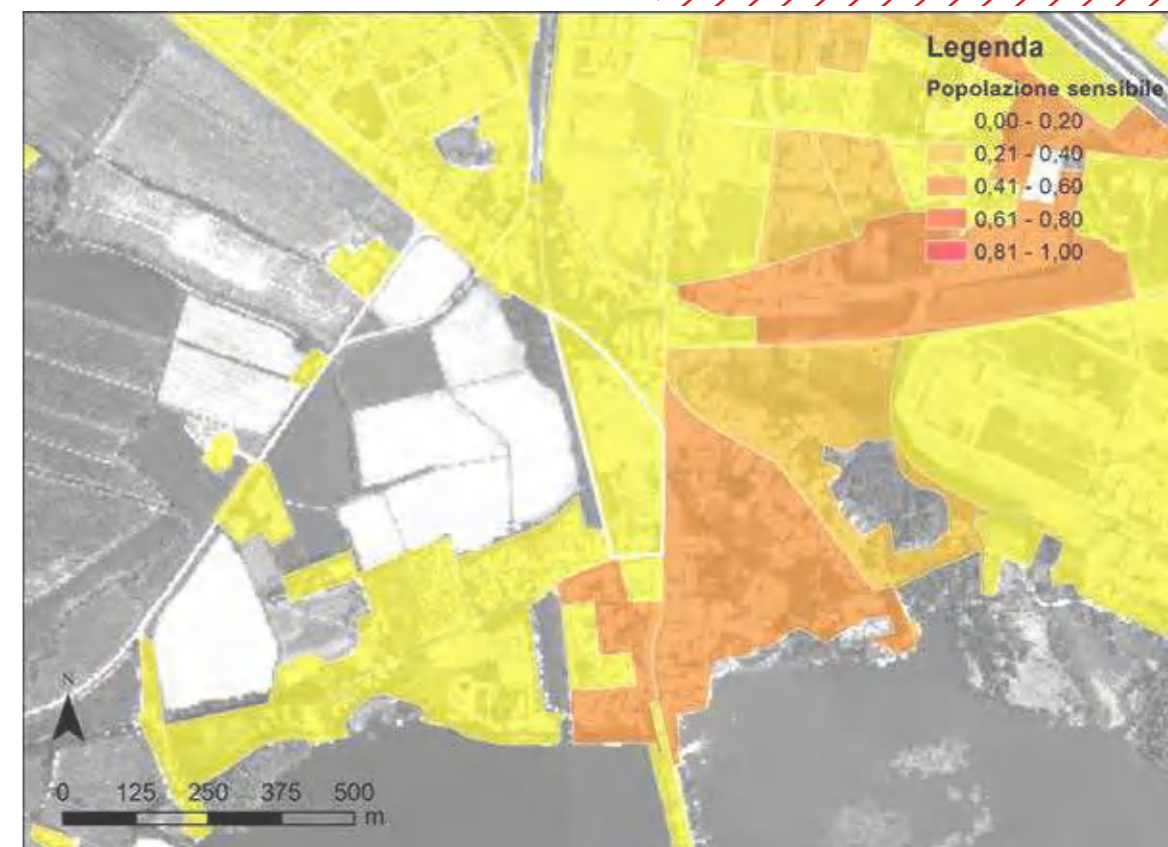 Legenda
Popolazione sensibile
0,00 - 0,20
0,21 - 0,40
0,41 - 0,60
0,61 - 0,80
0,81 - 1,00
N
0 125 250 375 500
m